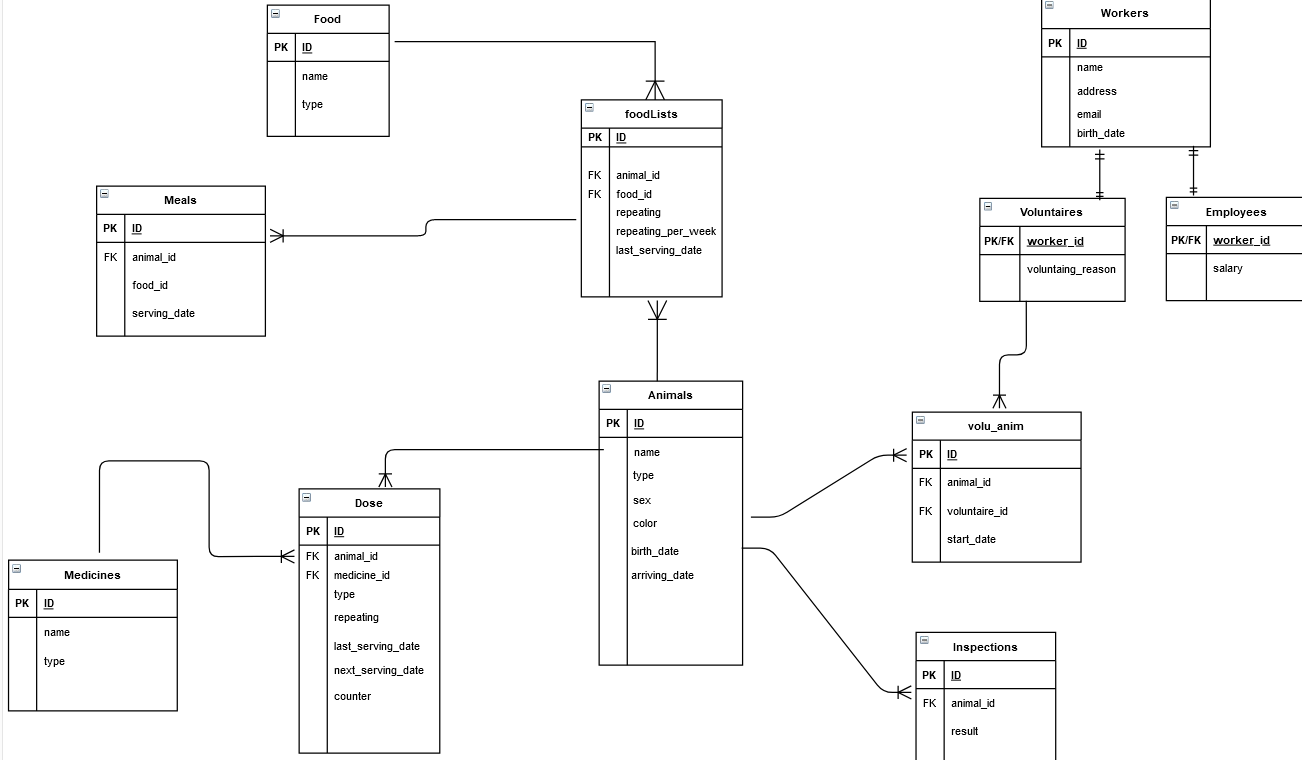 Food
PK ID
name
type
Workers
PK ID
name
address
email
birth_date
foodLists
PK ID
FK animal_id
FK food_id
repeating
repeating_per_week
last_serving_date
Meals
PK ID
FK animal_id
food_id
serving_date
Voluntaires
PK/FK worker_id
voluntaing_reason
Employees
PK/FK worker_id
salary
Animals
PK ID
name
type
sex
color
birth_date
arriving_date
volu_anim
PK ID
FK animal_id
FK voluntaire_id
start_date
Dose
PK ID
FK animal_id
FK medicine_id
type
repeating
last_serving_date
next_serving_date
counter
Medicines
PK ID
name
type
Inspections
PK ID
FK animal_id
result